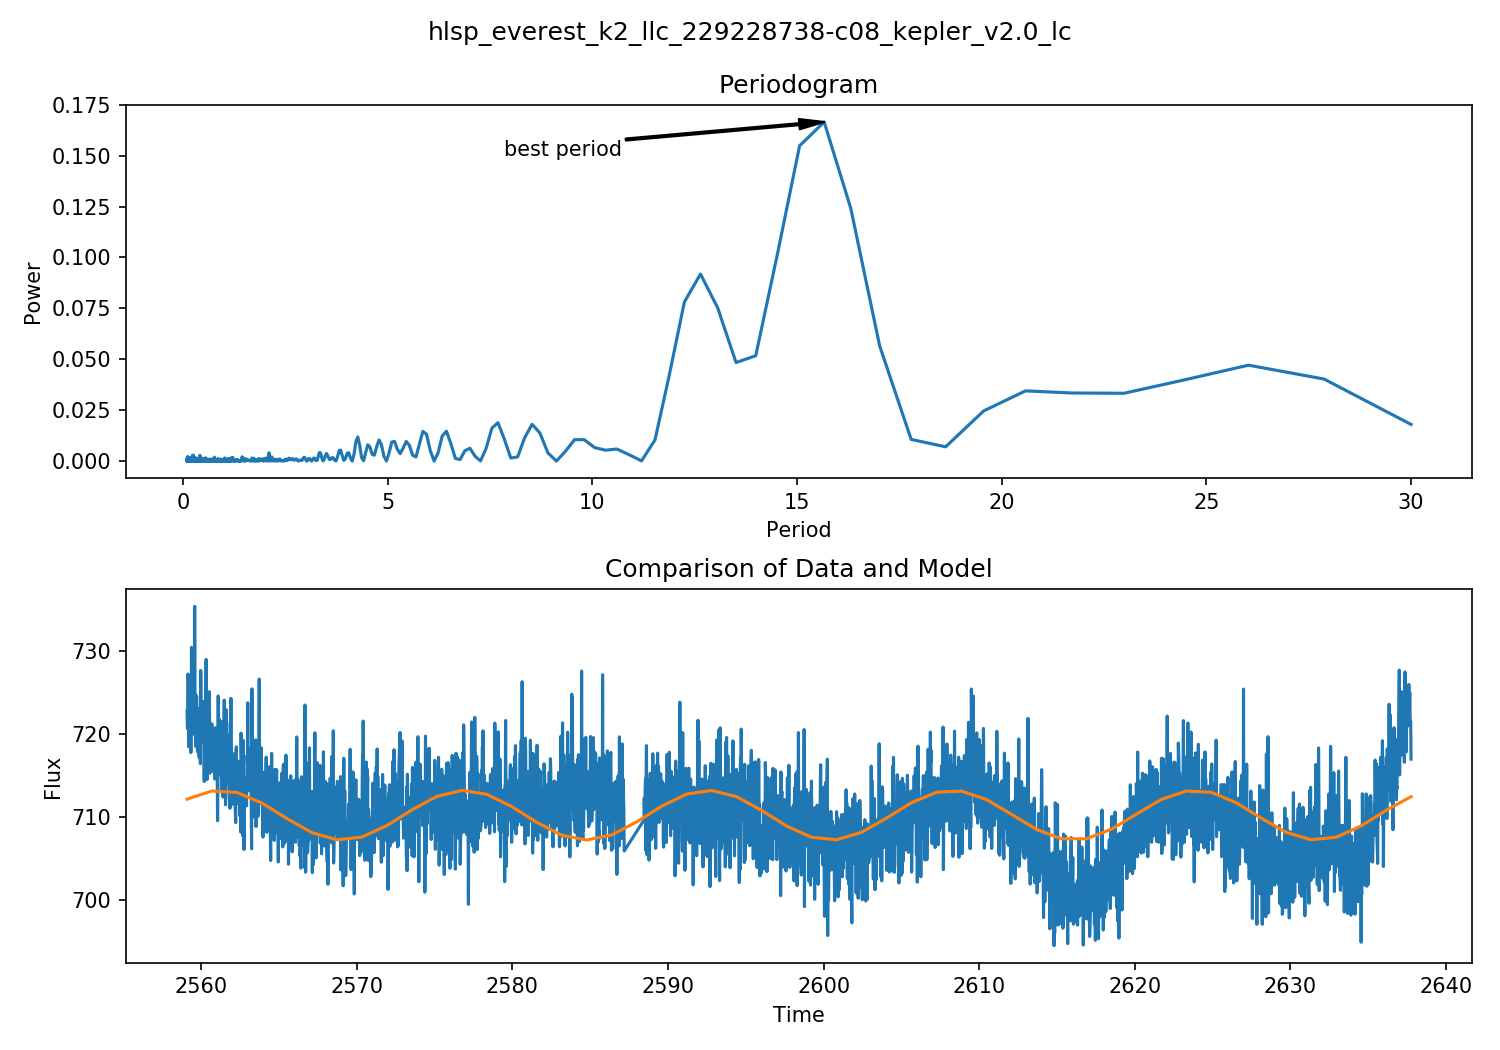 hlsp_everest_k2_llc_229228738-c08_kepler_v2.0_lc
Periodogram
0.175
0.150
0.125
0.100
0.075
0.050
0.025
0.000
Power
best period
0 5 10 15 20 25 30
Period
Comparison of Data and Model
730
720
710
700
Flux
2560 2570 2580 2590 2600 2610 2620 2630 2640
Time